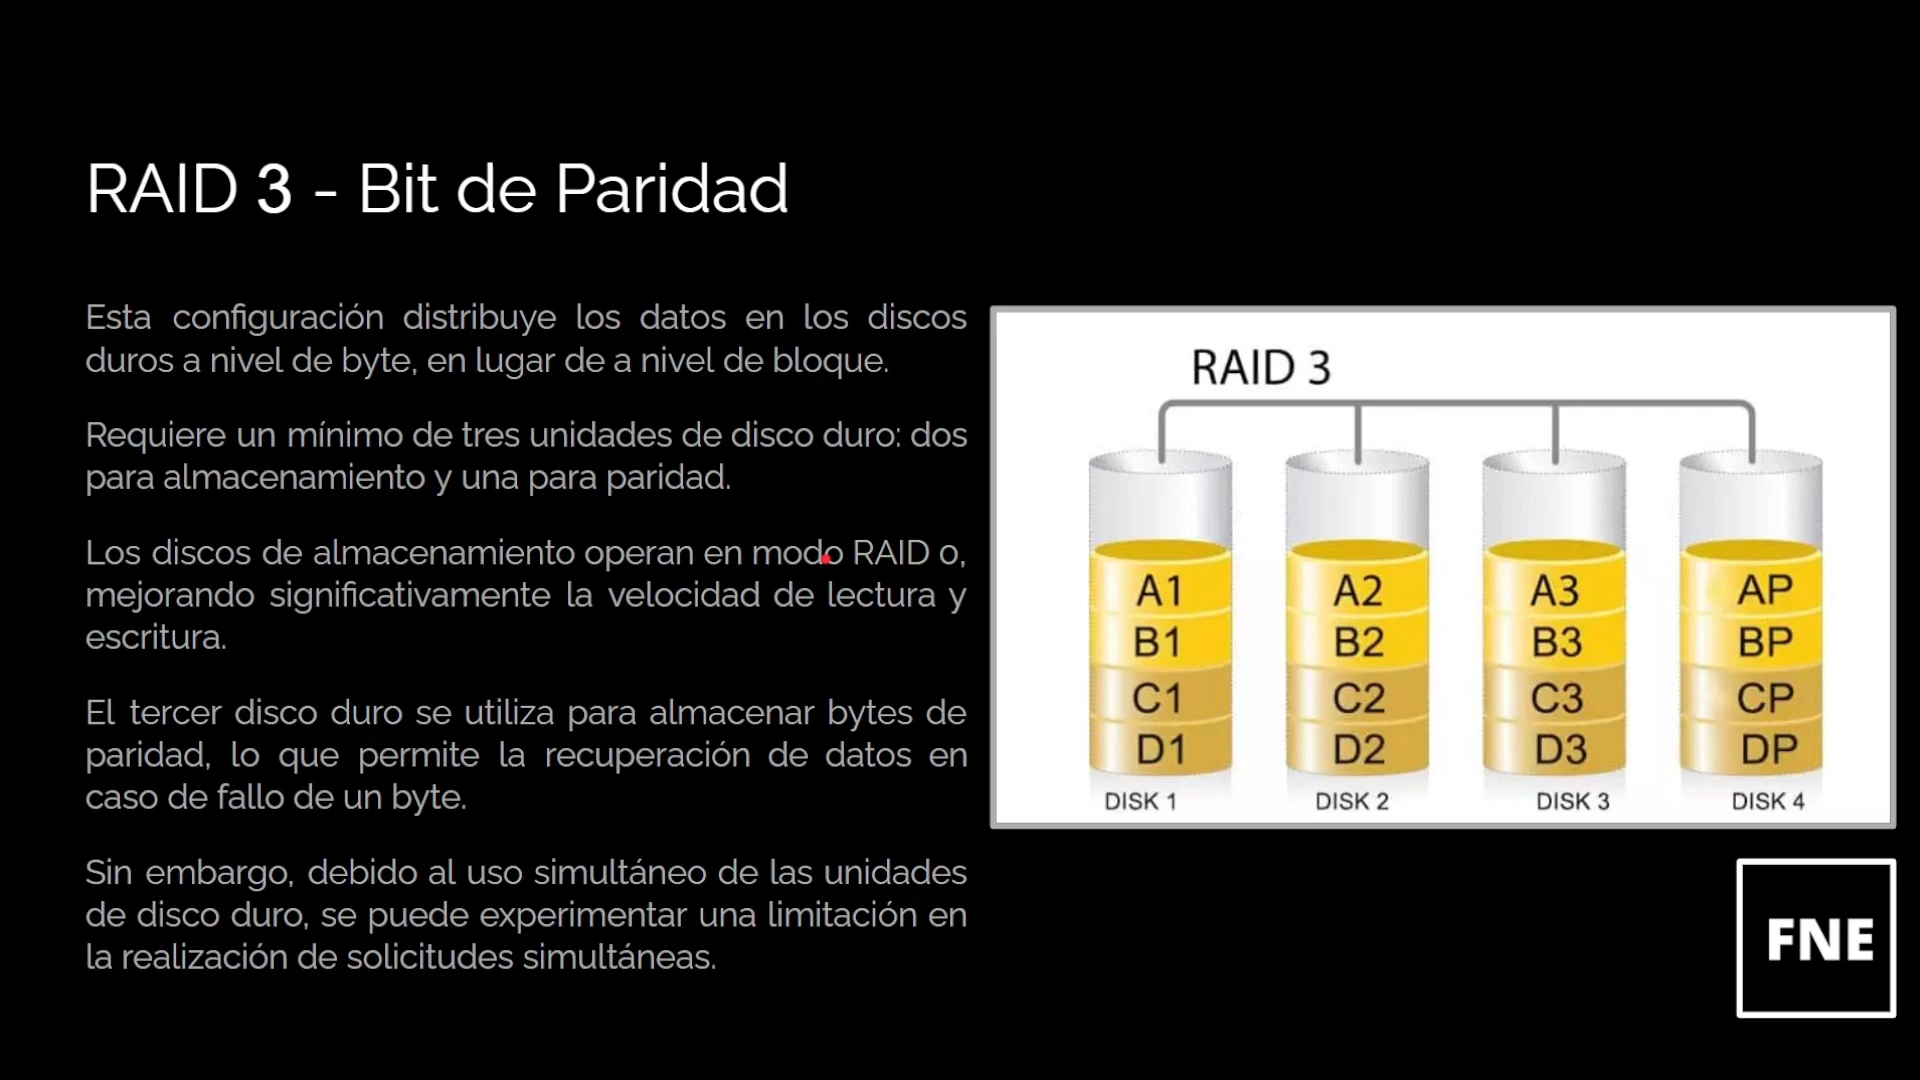 RAID 3 - Bit de Paridad
Esta configuración distribuye los datos en los discos
duros a nivel de byte, en lugar de a nivel de bloque.
Requiere un mínimo de tres unidades de disco duro: dos
para almacenamiento y una para paridad.
Los discos de almacenamiento operan en modo RAID 0,
mejorando significativamente la velocidad de lectura y
escritura.
El tercer disco duro se utiliza para almacenar bytes de
paridad, lo que permite la recuperación de datos en
caso de fallo de un byte.
Sin embargo, debido al uso simultáneo de las unidades
de disco duro, se puede experimentar una limitación en
la realización de solicitudes simultáneas.
RAID 3
A1 A2 A3 AP
B1 B2 B3 BP
C1 C2 C3 CP
D1 D2 D3 DP
DISK 1 DISK 2 DISK 3 DISK 4
FNE